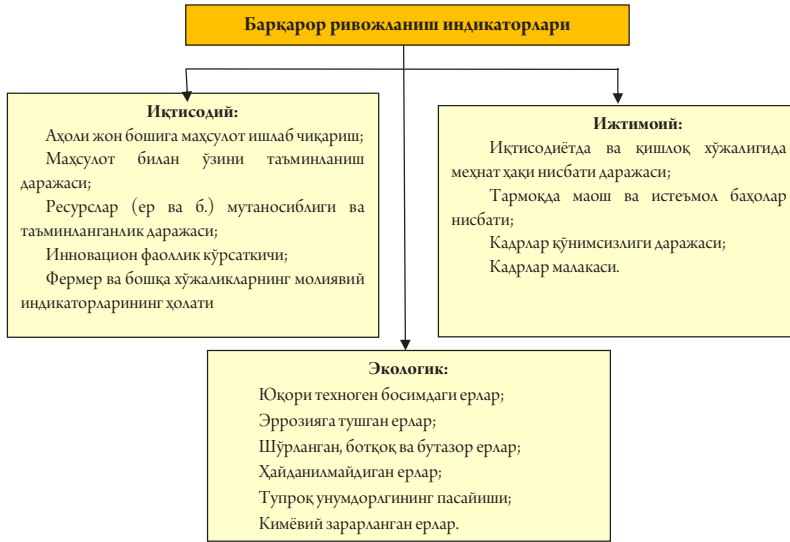 Барқарор ривожланиш индикаторлари
Иқтисодий:
Аҳоли жон бошига маҳсулот ишлаб чиқариш;
Маҳсулот билан ўзини таъминланиш
даражаси;
Ресурслар (ер ва б.) мутаносиблиги ва
таъминланганлик даражаси;
Инновацион фаоллик кўрсаткичи;
Фермер ва бошқа хўжаликларнинг молиявий
индикаторларининг ҳолати
Ижтимоий:
Иқтисодиётда ва қишлоқ хўжалигида
меҳнат ҳақи нисбати даражаси;
Тармоқда маош ва истеъмол баҳолар
нисбати;
Кадрлар қўнимсизлиги даражаси;
Кадрлар малакаси.
Экологик:
Юқори техноген босимдаги ерлар;
Эррозияга тушган ерлар;
Шўрланган, ботқоқ ва бутазор ерлар;
Ҳайданилмайдиган ерлар;
Тупроқ унумдорлгининг пасайиши;
Кимёвий зарарланган ерлар.